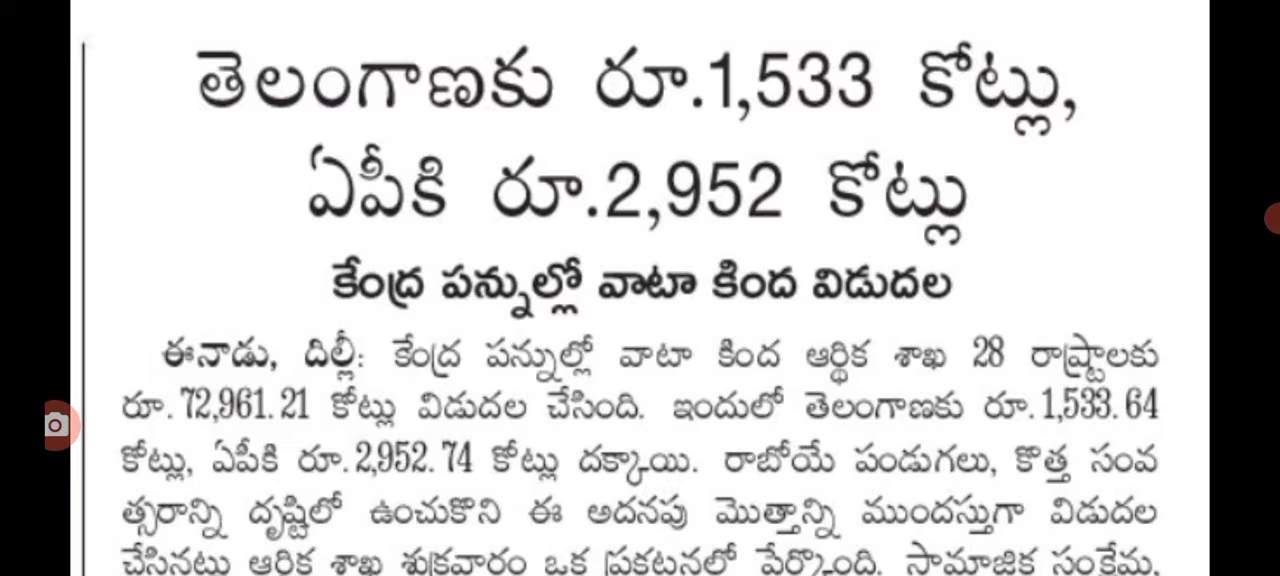 తెలంగాణకు రూ.1,533 కోట్లు,
ఏపీకి రూ.2,952 కోట్లు
కేంద్ర పన్నుల్లో వాటా కింద విడుదల
ఈనాడు, దిల్లీ: కేంద్ర పన్నుల్లో వాటా కింద ఆర్థిక శాఖ 28 రాష్ట్రాలకు
రూ.72,961.21 కోట్లు విడుదల చేసింది. ఇందులో తెలంగాణకు రూ.1,533.64
కోట్లు, ఏపీకి రూ.2,952.74 కోట్లు దక్కాయి. రాబోయే పండుగలు, కొత్త సంవ
త్సరాన్ని దృష్టిలో ఉంచుకొని ఈ అదనపు మొత్తాన్ని ముందస్తుగా విడుదల
చేసినట్లు ఆర్థిక శాఖ శుక్రవారం ఒక ప్రకటనలో పేర్కొంది. సామాజిక సంక్షేమ,